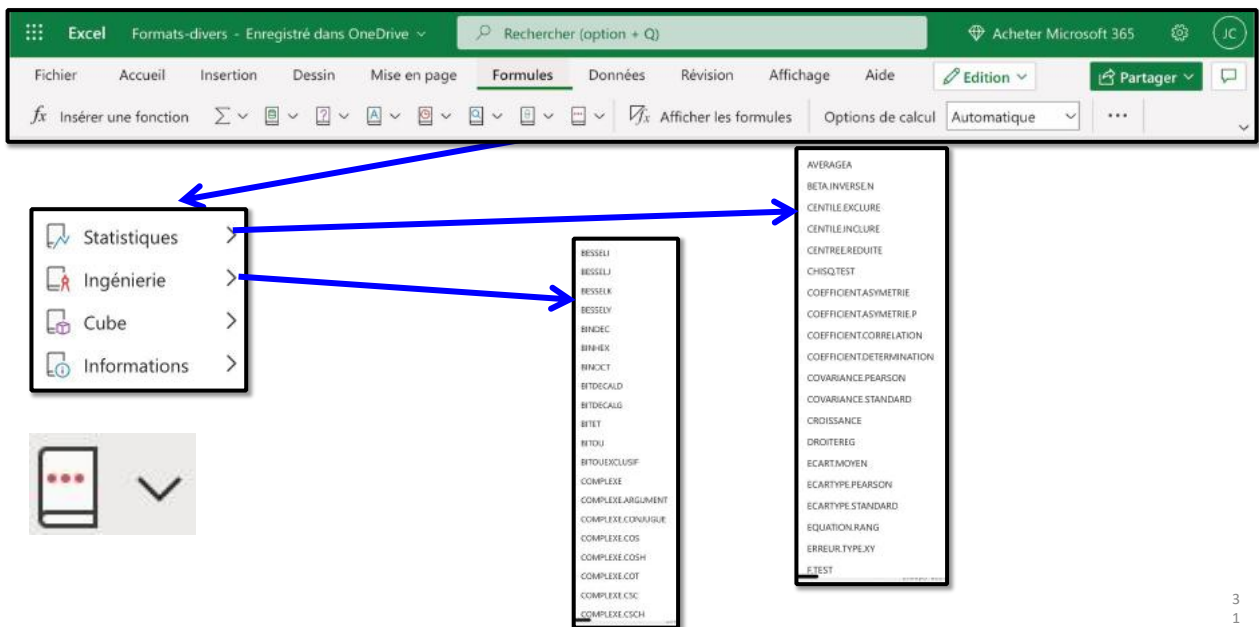 Excel Formats-divers - Enregistré dans OneDrive Rechercher (option + Q) Acheter Microsoft 365 JC
Fichier Accueil Insertion Dessin Mise en page Formules Données Révision Affichage Aide Edition Partager
fx Insérer une fonction Afficher les formules Options de calcul Automatique ...
Statistiques
Ingénierie
Cube
Informations
BESSELI
BESSELJ
BESSELK
BESSELY
BINDEC
BINHEX
BINOCT
BITDECALD
BITDECALG
BITET
BITOU
BITOUEXCLUSIF
COMPLEXE
COMPLEXE.ARGUMENT
COMPLEXE.CONJUGUE
COMPLEXE.COS
COMPLEXE.COSH
COMPLEXE.COT
COMPLEXE.CSC
COMPLEXE.CSCH
AVERAGEA
BETA.INVERSE.N
CENTILE.EXCLURE
CENTILE.INCLURE
CENTREE.REDUITE
CHISQ.TEST
COEFFICIENT.ASYMETRIE
COEFFICIENT.ASYMETRIE.P
COEFFICIENT.CORRELATION
COEFFICIENT.DETERMINATION
COVARIANCE.PEARSON
COVARIANCE.STANDARD
CROISSANCE
DROITEREG
ECART.MOYEN
ECARTYPE.PEARSON
ECARTYPE.STANDARD
EQUATION.RANG
ERREUR.TYPE.XY
F.TEST
3
1